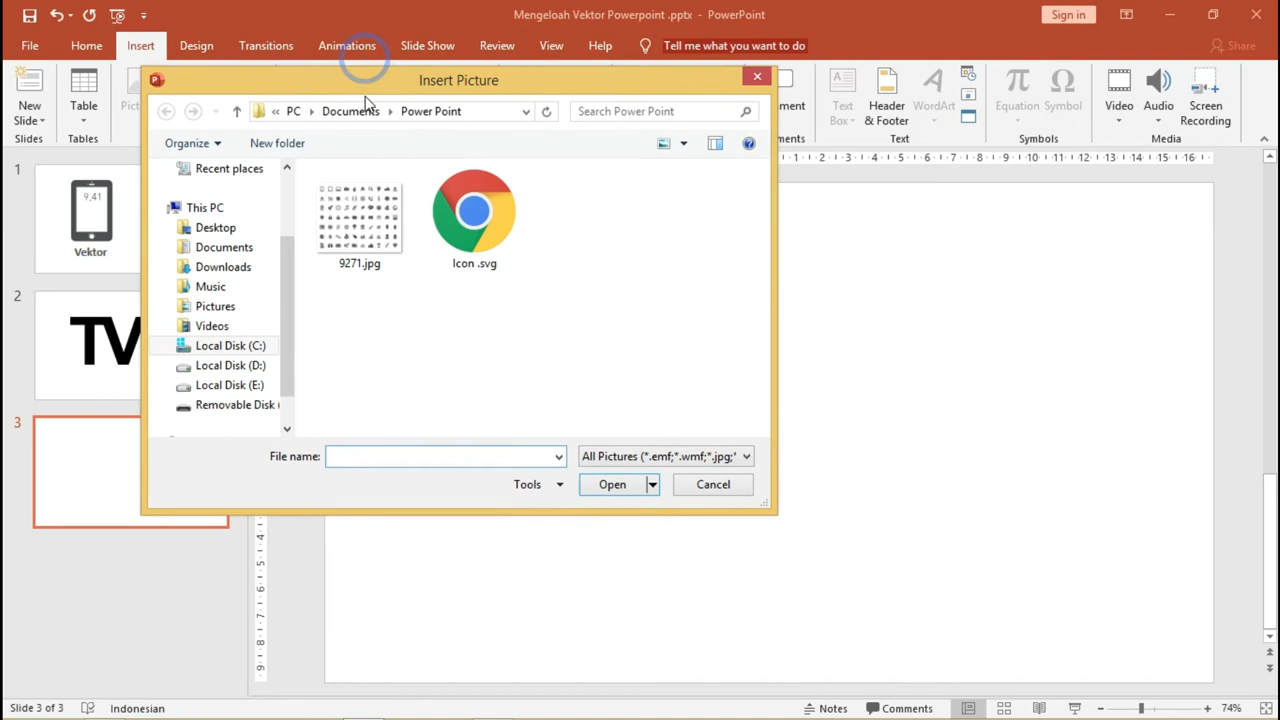 Mengeloah Vektor Powerpoint .pptx - PowerPoint
Sign in
File
Home
Insert
Design
Transitions
Animations
Slide Show
Review
View
Help
Tell me what you want to do
Share
New
Slide
Slides
Table
Tables
Text
Box
Header
& Footer
WordArt
Text
Equation
Symbol
Symbols
Video
Audio
Screen
Recording
Media
Insert Picture
« PC
Documents
Power Point
Search Power Point
Organize
New folder
Recent places
This PC
Desktop
Documents
Downloads
Music
Pictures
Videos
Local Disk (C:)
Local Disk (D:)
Local Disk (E:)
Removable Disk (
9271.jpg
Icon .svg
File name:
All Pictures (*.emf;*.wmf;*.jpg;*
Tools
Open
Cancel
1
9,41
Vektor
2
3
Slide 3 of 3
Indonesian
Notes
Comments
74%